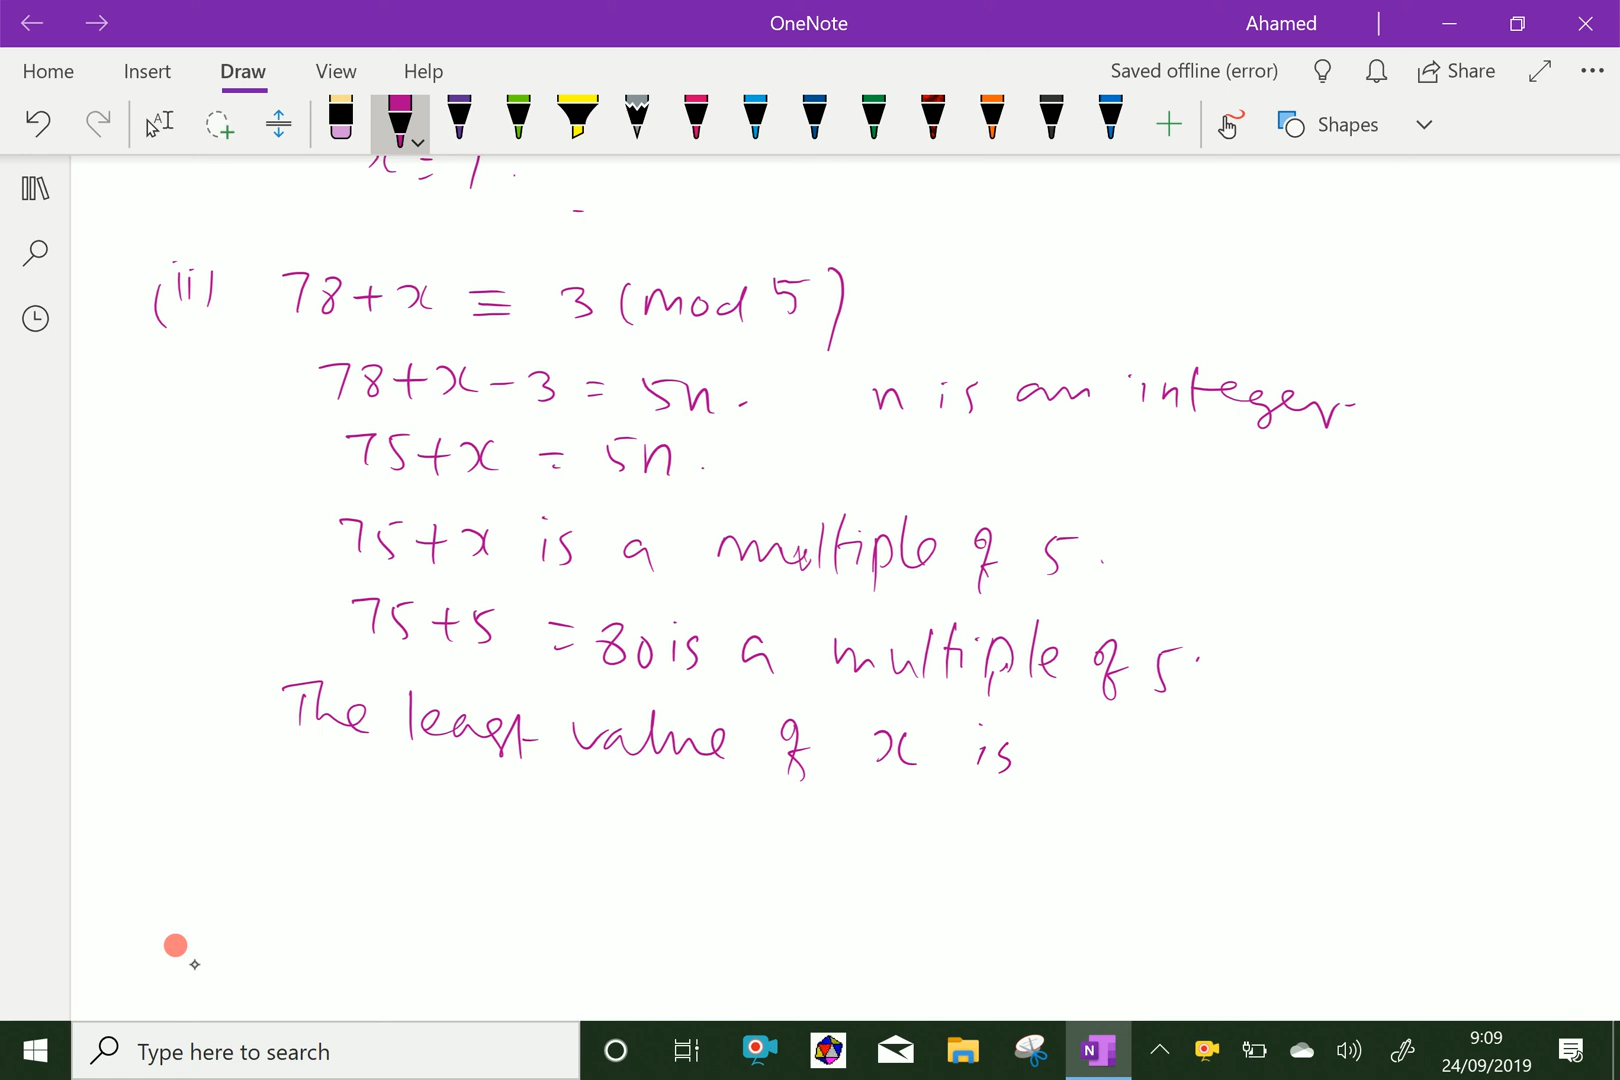 OneNote
Ahamed
Home Insert Draw View Help
Saved offline (error) Share
Shapes
x = 1.
(ii) 78+x ≡ 3 (mod 5)
78+x-3 = 5n. n is an integer.
75+x = 5n.
75+x is a multiple of 5.
75+5 = 80 is a multiple of 5.
The least value of x is
Type here to search
9:09
24/09/2019